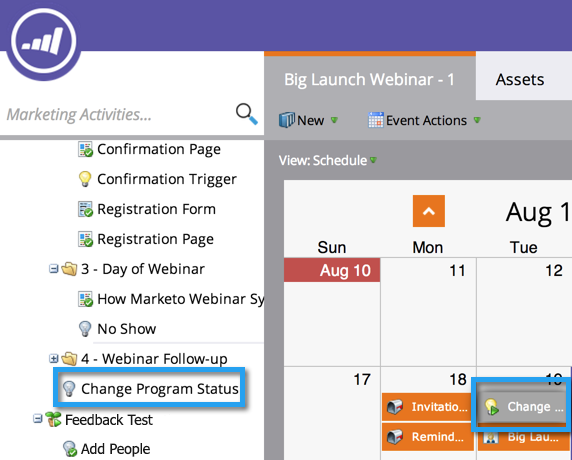 Big Launch Webinar - 1
Assets
Marketing Activities...
New
Event Actions
View: Schedule
Confirmation Page
Confirmation Trigger
Registration Form
Registration Page
3 - Day of Webinar
How Marketo Webinar Sy
No Show
4 - Webinar Follow-up
Change Program Status
Feedback Test
Add People
Aug 1
Sun Mon Tue
Aug 10 11 12
17 18 19
Invitatio... Change ...
Remind... Big Lau...